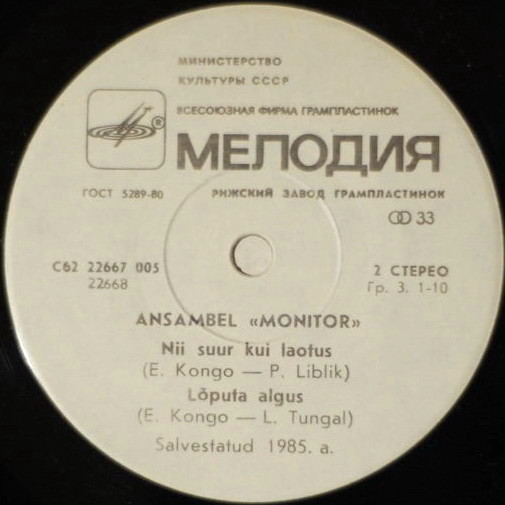 МИНИСТЕРСТВО
КУЛЬТУРЫ СССР
ВСЕСОЮЗНАЯ ФИРМА ГРАМПЛАСТИНОК
®
МЕЛОДИЯ
ГОСТ 5289-80 РИЖСКИЙ ЗАВОД ГРАМПЛАСТИНОК
33
С62 22667 005 2 СТЕРЕО
22668 Гр. 3. 1-10
ANSAMBEL «MONITOR»
Nii suur kui laotus
(E. Kongo — P. Liblik)
Lõputa algus
(E. Kongo — L. Tungal)
Salvestatud 1985. a.